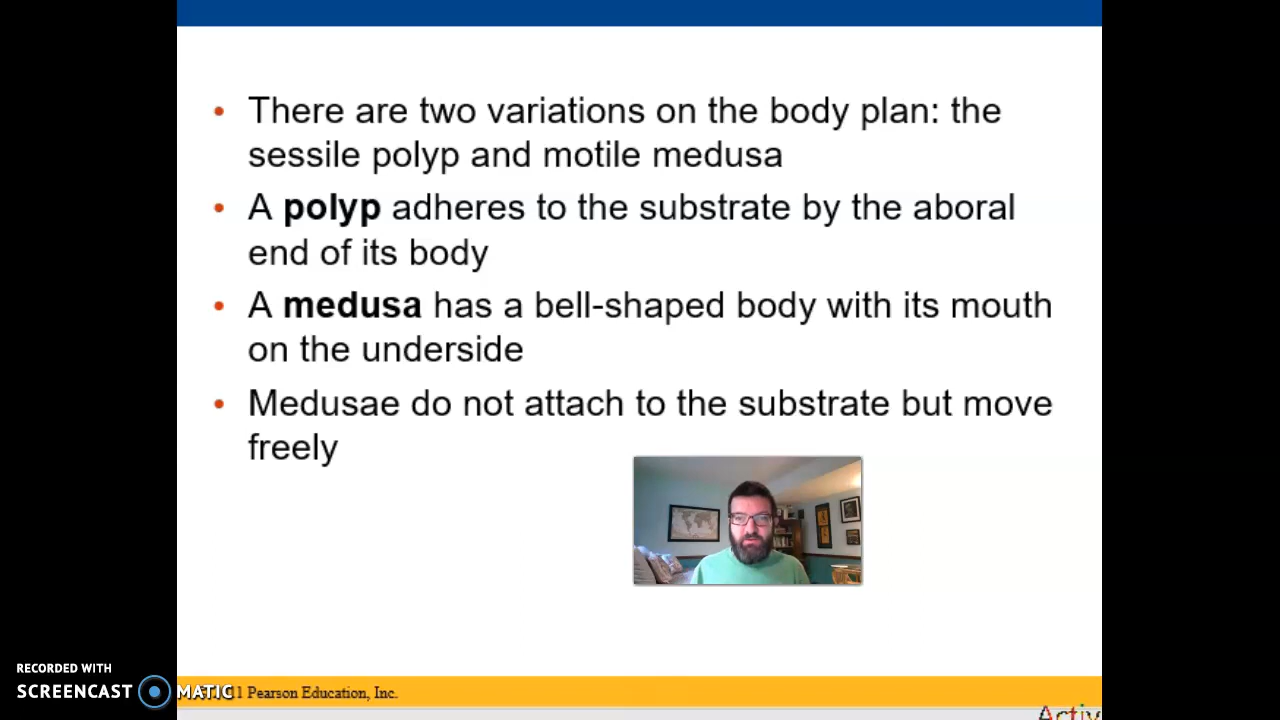 • There are two variations on the body plan: the
sessile polyp and motile medusa
• A polyp adheres to the substrate by the aboral
end of its body
• A medusa has a bell-shaped body with its mouth
on the underside
• Medusae do not attach to the substrate but move
freely
RECORDED WITH
SCREENCAST MATIC
11 Pearson Education, Inc.
Activ